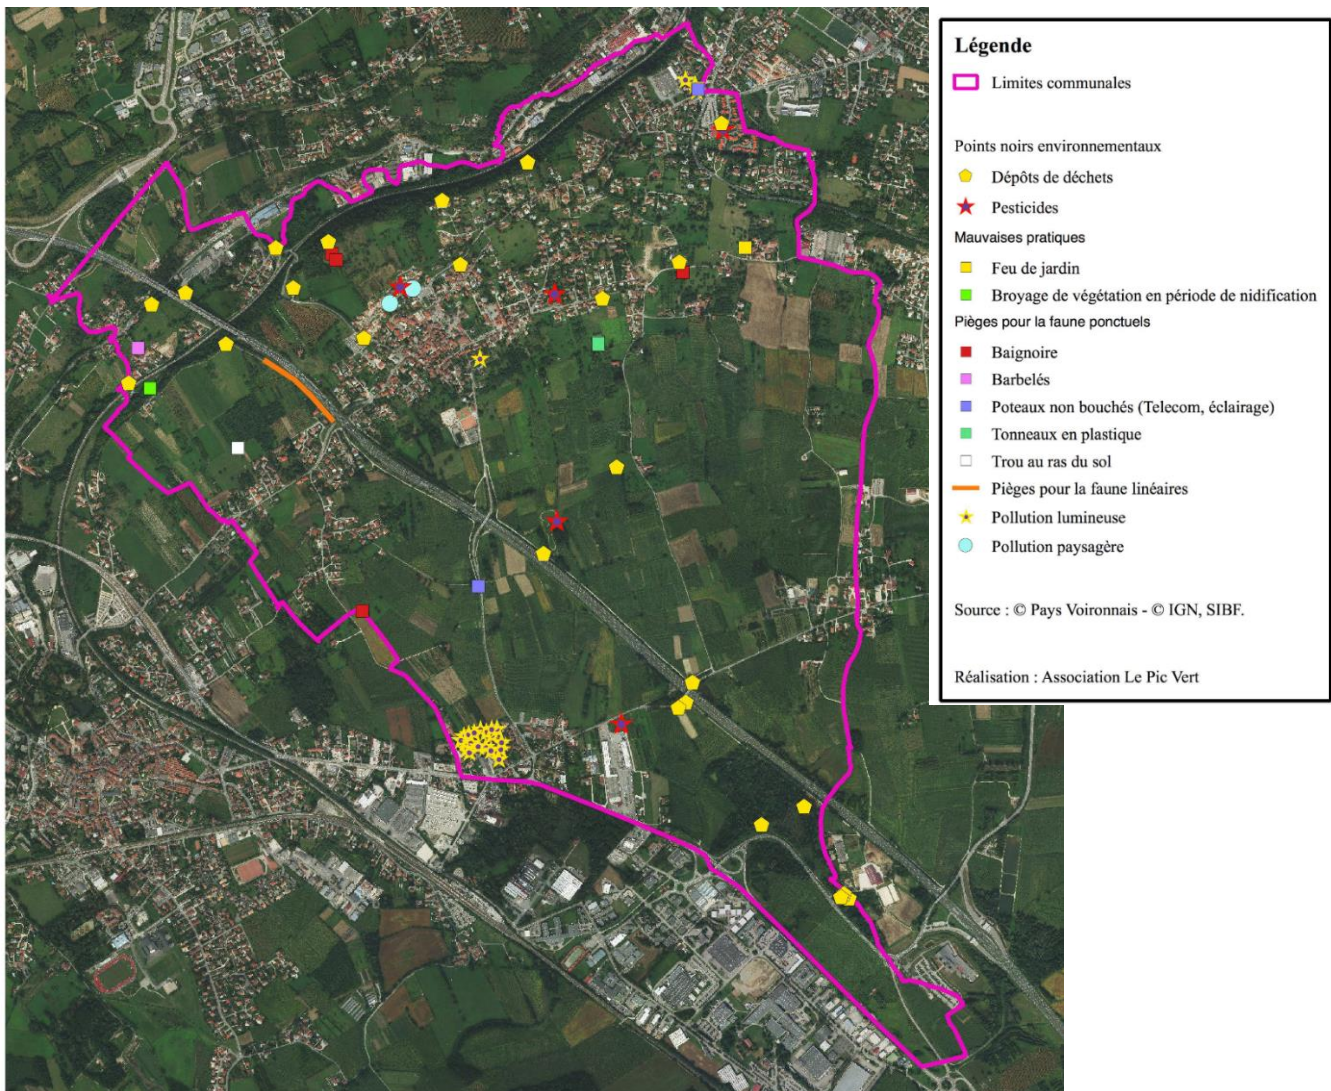 Légende
Limites communales
Points noirs environnementaux
Dépôts de déchets
Pesticides
Mauvaises pratiques
Feu de jardin
Broyage de végétation en période de nidification
Pièges pour la faune ponctuels
Baignoire
Barbelés
Poteaux non bouchés (Telecom, éclairage)
Tonneaux en plastique
Trou au ras du sol
Pièges pour la faune linéaires
Pollution lumineuse
Pollution paysagère
Source : © Pays Voironnais - © IGN, SIBF.
Réalisation : Association Le Pic Vert